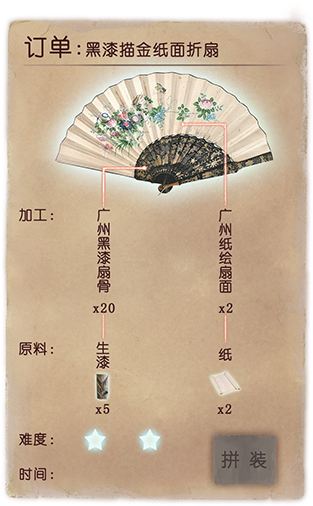 订单:黑漆描金纸面折扇
加工:
广州黑漆扇骨
x20
广州纸绘扇面
x2
原料:
生漆
x5
纸
x2
难度:
时间:
拼装